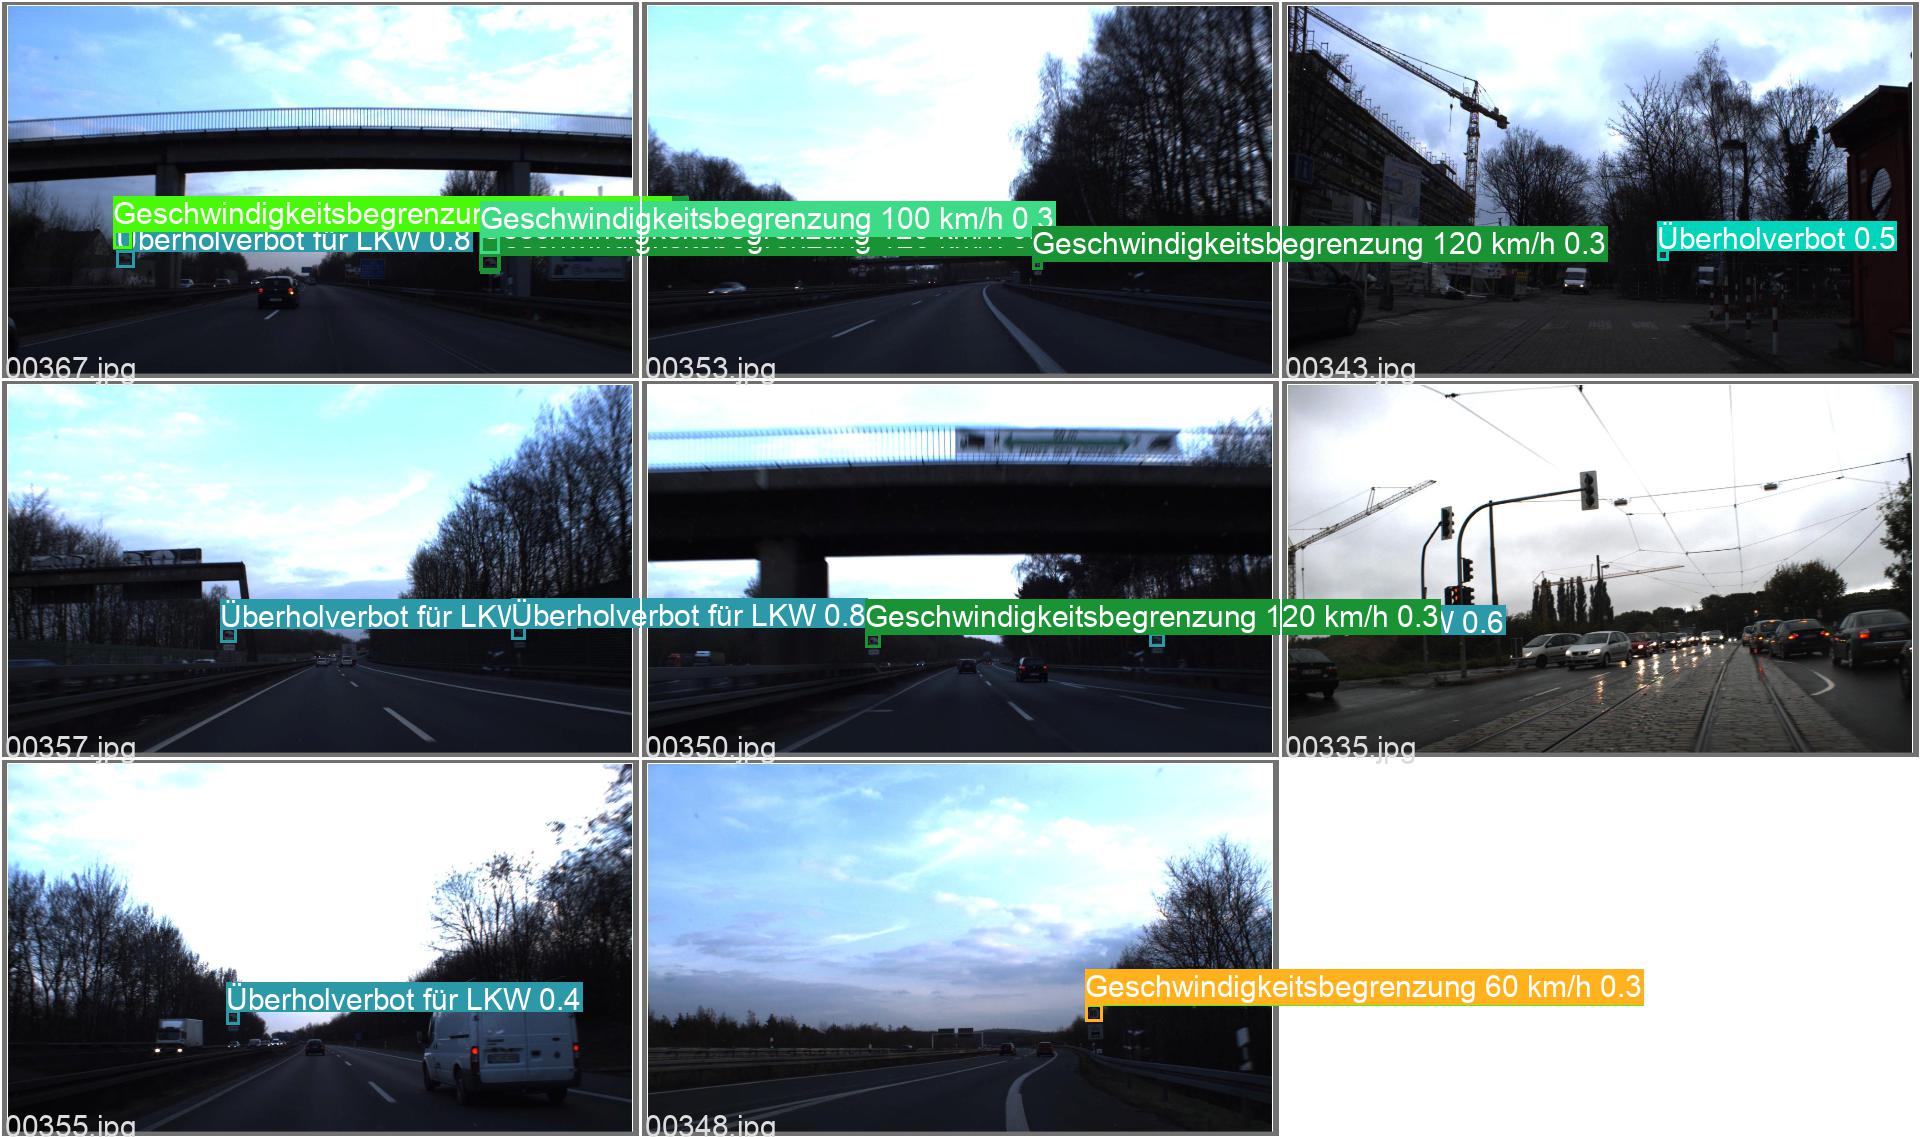 Geschwindigkeitsbegrenzun
Überholverbot für LKW 0.8
Geschwindigkeitsbegrenzung 100 km/h 0.3
Geschwindigkeitsbegrenzung 120 km/h 0.3
Überholverbot 0.5
00367.jpg
00353.jpg
00343.jpg
Überholverbot für LKW
Überholverbot für LKW 0.8
Geschwindigkeitsbegrenzung 120 km/h 0.3
0.6
00357.jpg
00350.jpg
00335.jpg
Überholverbot für LKW 0.4
Geschwindigkeitsbegrenzung 60 km/h 0.3
00355.jpg
00348.jpg